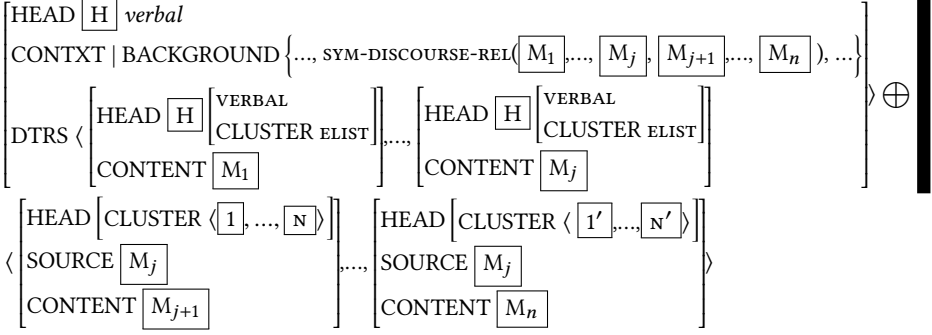 HEAD H verbal
CONTXT | BACKGROUND {..., SYM-DISCOURSE-REL( M₁ ,..., Mⱼ , Mⱼ₊₁ ,..., Mₙ ), ...}
DTRS ⟨ [HEAD H [VERBAL CLUSTER ELIST] CONTENT M₁ ] ,..., [HEAD H [VERBAL CLUSTER ELIST] CONTENT Mⱼ ] ⟩ ⊕
⟨ [HEAD [CLUSTER ⟨ 1 , ..., N ⟩] ,..., [HEAD [CLUSTER ⟨ 1′ ,..., N′ ⟩] ⟩
SOURCE Mⱼ SOURCE Mⱼ
CONTENT Mⱼ₊₁ CONTENT Mₙ